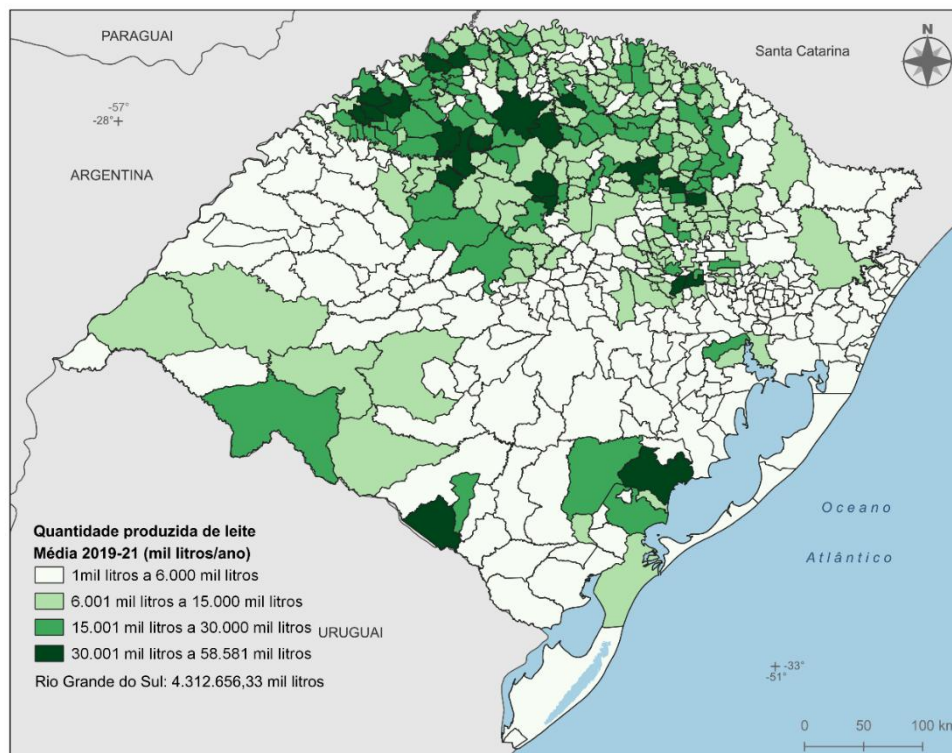 PARAGUAI
Santa Catarina
N
-57°
-28°
ARGENTINA
Oceano
Atlântico
Quantidade produzida de leite
Média 2019-21 (mil litros/ano)
1mil litros a 6.000 mil litros
6.001 mil litros a 15.000 mil litros
15.001 mil litros a 30.000 mil litros
URUGUAI
30.001 mil litros a 58.581 mil litros
Rio Grande do Sul: 4.312.656,33 mil litros
-33°
-51°
0 50 100 km